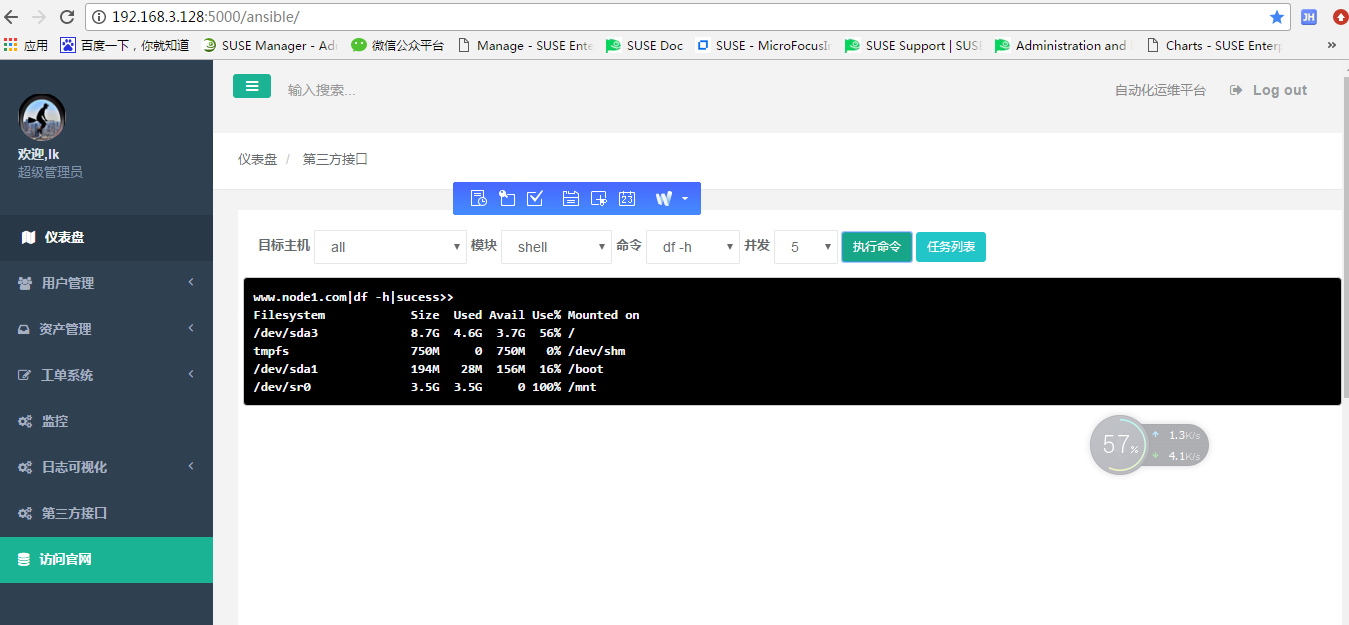 192.168.3.128:5000/ansible/
JH
应用 百度一下，你就知道 SUSE Manager - Ad 微信公众平台 Manage - SUSE Ente SUSE Doc SUSE - MicroFocusIn SUSE Support | SUS Administration and Charts - SUSE Enter »
输入搜索...
自动化运维平台 Log out
欢迎,lk
超级管理员
仪表盘 / 第三方接口
23 W
仪表盘
用户管理
资产管理
工单系统
监控
日志可视化
第三方接口
访问官网
目标主机 all 模块 shell 命令 df -h 并发 5 执行命令 任务列表
www.node1.com|df -h|sucess>>
Filesystem Size Used Avail Use% Mounted on
/dev/sda3 8.7G 4.6G 3.7G 56% /
tmpfs 750M 0 750M 0% /dev/shm
/dev/sda1 194M 28M 156M 16% /boot
/dev/sr0 3.5G 3.5G 0 100% /mnt
57%
1.3K/s
4.1K/s